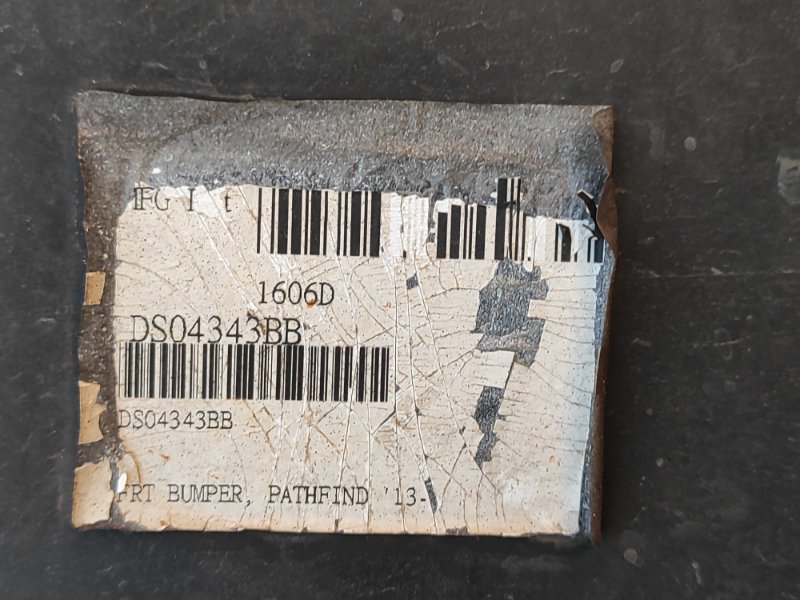 1606D
DS04343BB
DS04343BB
FRT BUMPER, PATHFIND '13-